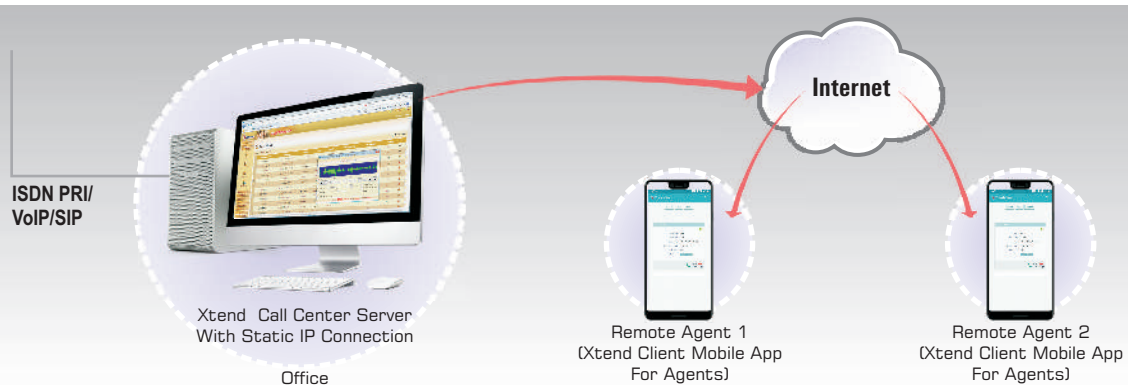 Internet
ISDN PRI/
VoIP/SIP
Xtend Call Center Server
With Static IP Connection
Office
Remote Agent 1
(Xtend Client Mobile App
For Agents)
Remote Agent 2
(Xtend Client Mobile App
For Agents)